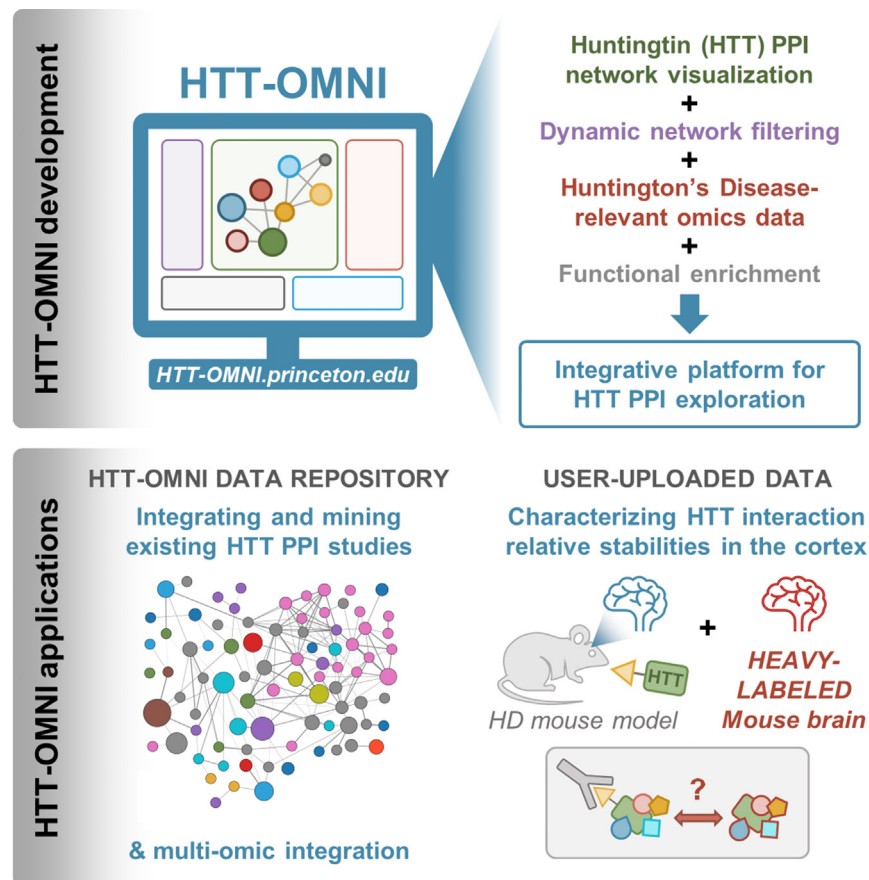 HTT-OMNI development
HTT-OMNI
HTT-OMNI.princeton.edu
Huntingtin (HTT) PPI
network visualization
+
Dynamic network filtering
+
Huntington's Disease-
relevant omics data
+
Functional enrichment
Integrative platform for
HTT PPI exploration
HTT-OMNI applications
HTT-OMNI DATA REPOSITORY
Integrating and mining
existing HTT PPI studies
& multi-omic integration
USER-UPLOADED DATA
Characterizing HTT interaction
relative stabilities in the cortex
+
HTT
HD mouse model
HEAVY-
LABELED
Mouse brain
?